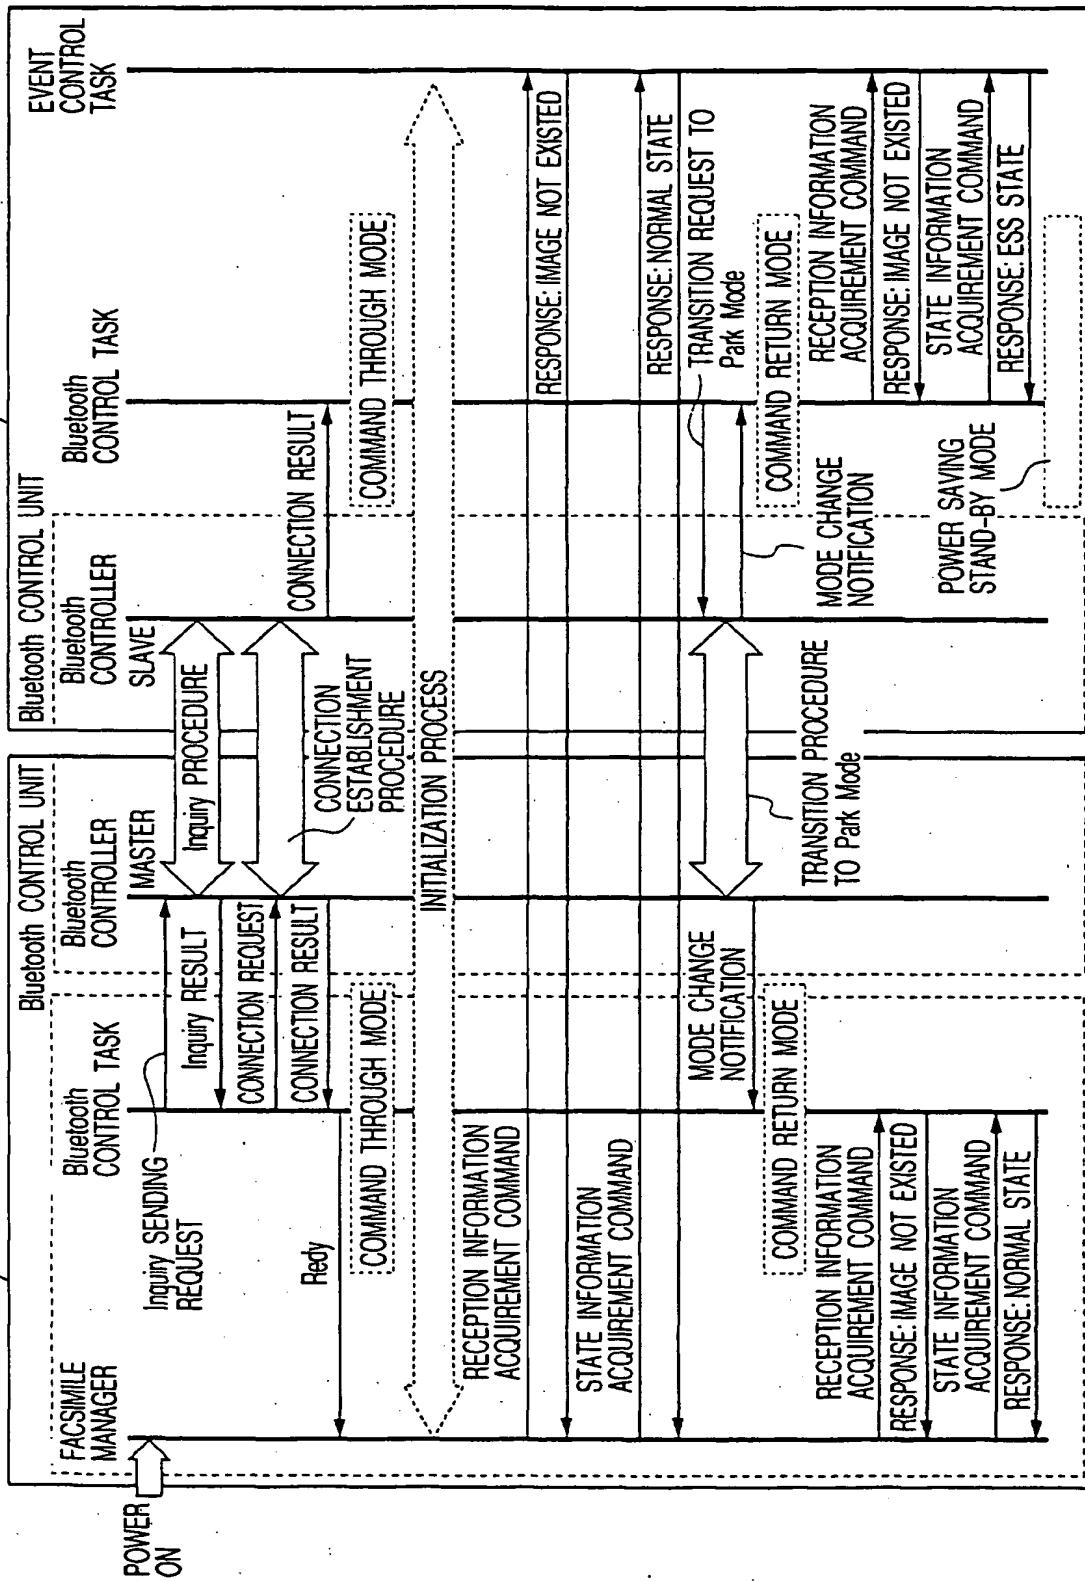 POWER
ON
FACSIMILE
MANAGER
Bluetooth
CONTROL TASK
Bluetooth CONTROL UNIT
Bluetooth
CONTROLLER
MASTER
Bluetooth CONTROL UNIT
Bluetooth
CONTROLLER
SLAVE
Bluetooth
CONTROL TASK
EVENT
CONTROL
TASK
Inquiry SENDING
REQUEST
Inquiry PROCEDURE
Inquiry RESULT
CONNECTION REQUEST
CONNECTION
ESTABLISHMENT
PROCEDURE
CONNECTION RESULT
CONNECTION RESULT
Redy
COMMAND THROUGH MODE
COMMAND THROUGH MODE
INITIALIZATION PROCESS
RECEPTION INFORMATION
ACQUIREMENT COMMAND
RESPONSE: IMAGE NOT EXISTED
STATE INFORMATION
ACQUIREMENT COMMAND
RESPONSE: NORMAL STATE
TRANSITION REQUEST TO
Park Mode
MODE CHANGE
NOTIFICATION
TRANSITION PROCEDURE
TO Park Mode
MODE CHANGE
NOTIFICATION
COMMAND RETURN MODE
COMMAND RETURN MODE
RECEPTION INFORMATION
ACQUIREMENT COMMAND
RESPONSE: IMAGE NOT EXISTED
STATE INFORMATION
ACQUIREMENT COMMAND
RESPONSE: NORMAL STATE
RECEPTION INFORMATION
ACQUIREMENT COMMAND
RESPONSE: IMAGE NOT EXISTED
STATE INFORMATION
ACQUIREMENT COMMAND
RESPONSE: ESS STATE
POWER SAVING
STAND-BY MODE